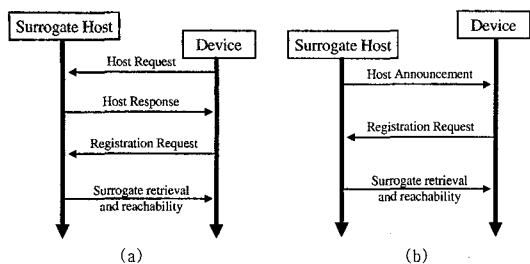 Surrogate Host
Device
Host Request
Host Response
Registration Request
Surrogate retrieval
and reachability
(a)
Surrogate Host
Device
Host Announcement
Registration Request
Surrogate retrieval
and reachability
(b)